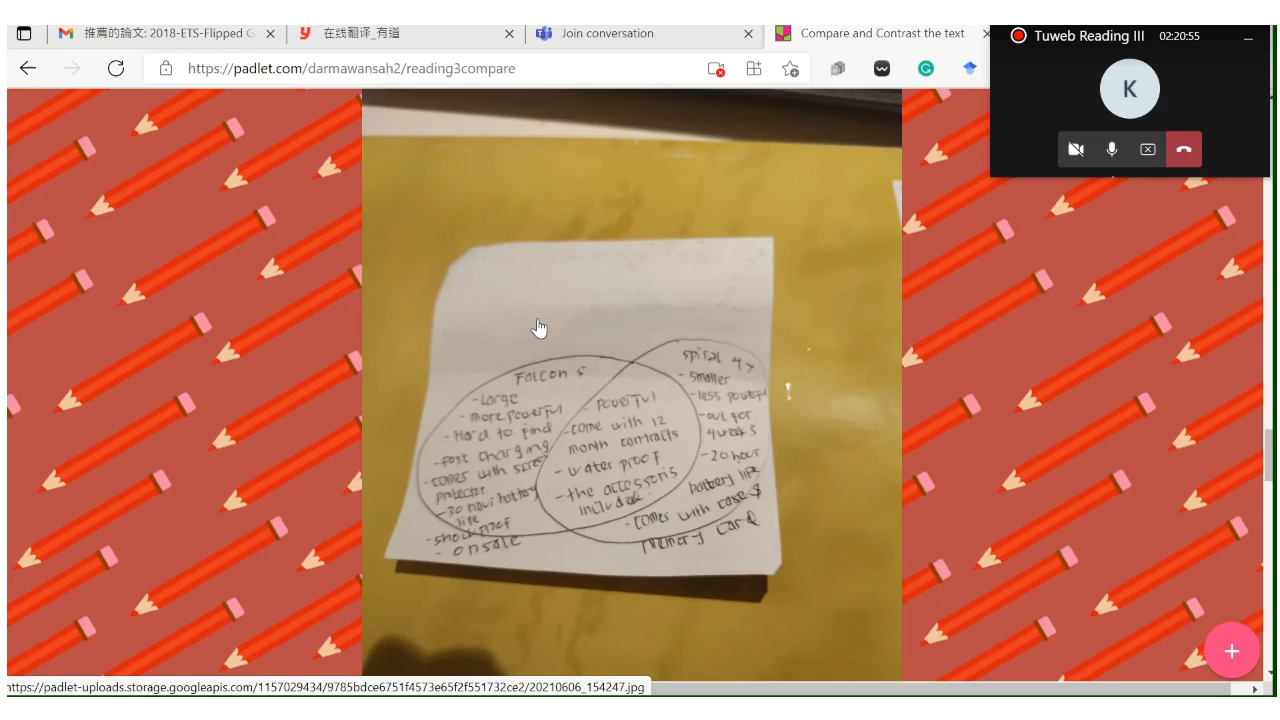 推薦的論文: 2018-ETS-Flipped G
在线翻译_有道
Join conversation
Compare and Contrast the text
Tuweb Reading III
02:20:55
https://padlet.com/darmawansah2/reading3compare
K
Falcon 5
-large
-more powerful
-Hard to find
-fast charging
-comes with screen
protector
-30 hour battery
life
-shock proof
- onsale
- powerful
-come with 12
month contracts
-water proof
-the accessoris
included.
spiral 4x
- smaller
-less powerful
-out for
4 weeks
-20 hour
battery life
-comes with case &
memory card
https://padlet-uploads.storage.googleapis.com/1157029434/9785bdce6751f4573e65f2f551732ce2/20210606_154247.jpg